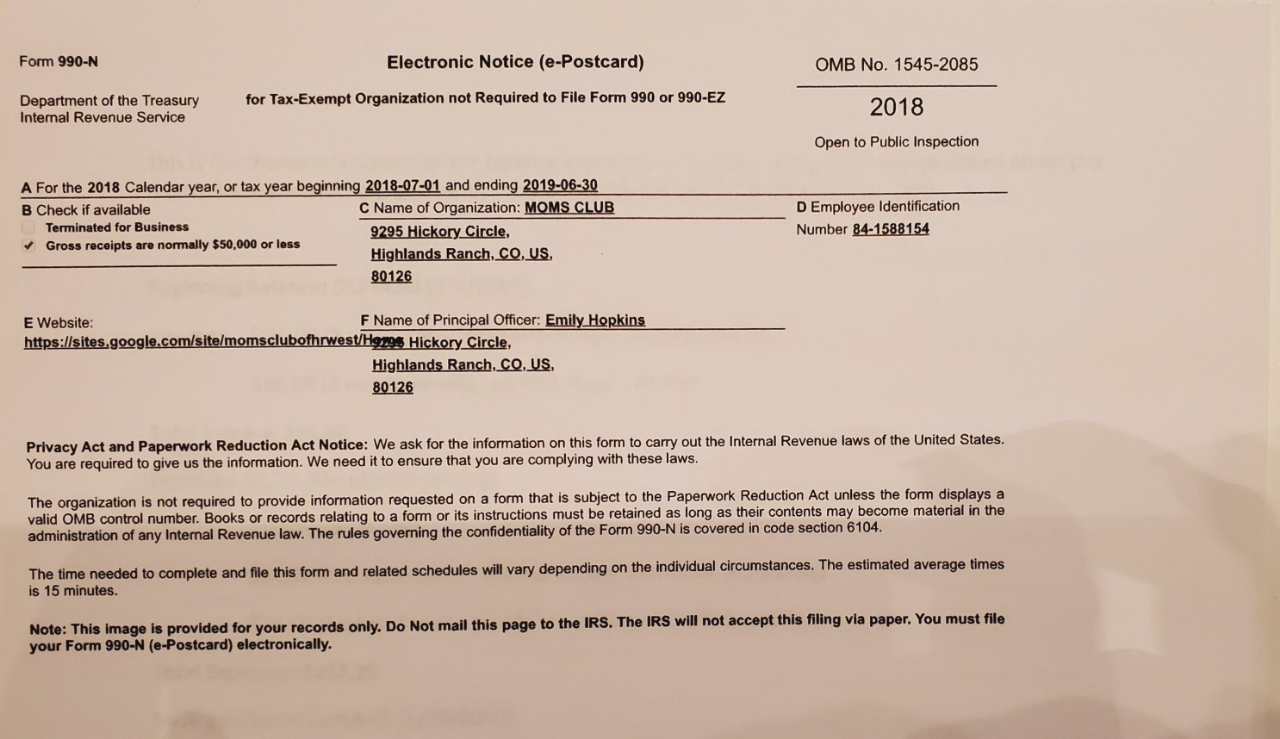 Form 990-N
Electronic Notice (e-Postcard)
OMB No. 1545-2085
Department of the Treasury
Internal Revenue Service
for Tax-Exempt Organization not Required to File Form 990 or 990-EZ
2018
Open to Public Inspection
A For the 2018 Calendar year, or tax year beginning 2018-07-01 and ending 2019-06-30
B Check if available
Terminated for Business
✔ Gross receipts are normally $50,000 or less
C Name of Organization: MOMS CLUB
9295 Hickory Circle,
Highlands Ranch, CO, US,
80126
D Employee Identification
Number 84-1588154
E Website:
https://sites.google.com/site/momsclubofhrwest/Home
F Name of Principal Officer: Emily Hopkins
9295 Hickory Circle,
Highlands Ranch, CO, US,
80126
Privacy Act and Paperwork Reduction Act Notice: We ask for the information on this form to carry out the Internal Revenue laws of the United States.
You are required to give us the information. We need it to ensure that you are complying with these laws.
The organization is not required to provide information requested on a form that is subject to the Paperwork Reduction Act unless the form displays a
valid OMB control number. Books or records relating to a form or its instructions must be retained as long as their contents may become material in the
administration of any Internal Revenue law. The rules governing the confidentiality of the Form 990-N is covered in code section 6104.
The time needed to complete and file this form and related schedules will vary depending on the individual circumstances. The estimated average times
is 15 minutes.
Note: This image is provided for your records only. Do Not mail this page to the IRS. The IRS will not accept this filing via paper. You must file
your Form 990-N (e-Postcard) electronically.